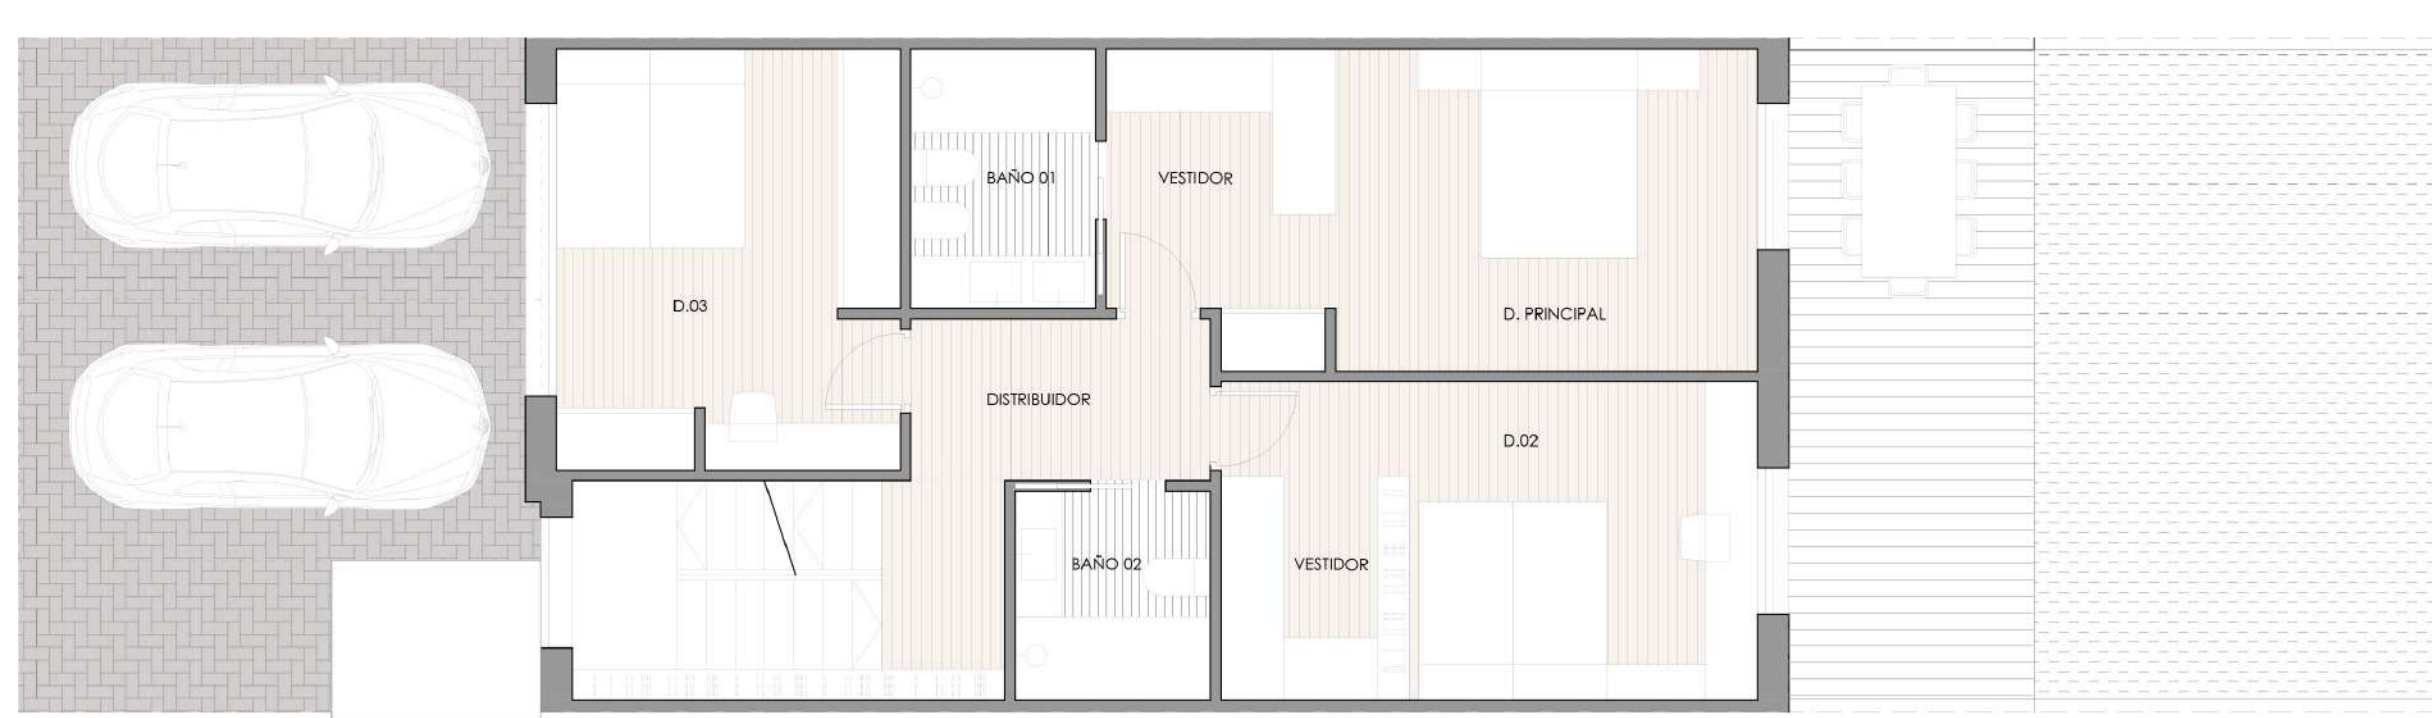 BAÑO 01
VESTIDOR
D.03
D. PRINCIPAL
DISTRIBUIDOR
D.02
BAÑO 02
VESTIDOR